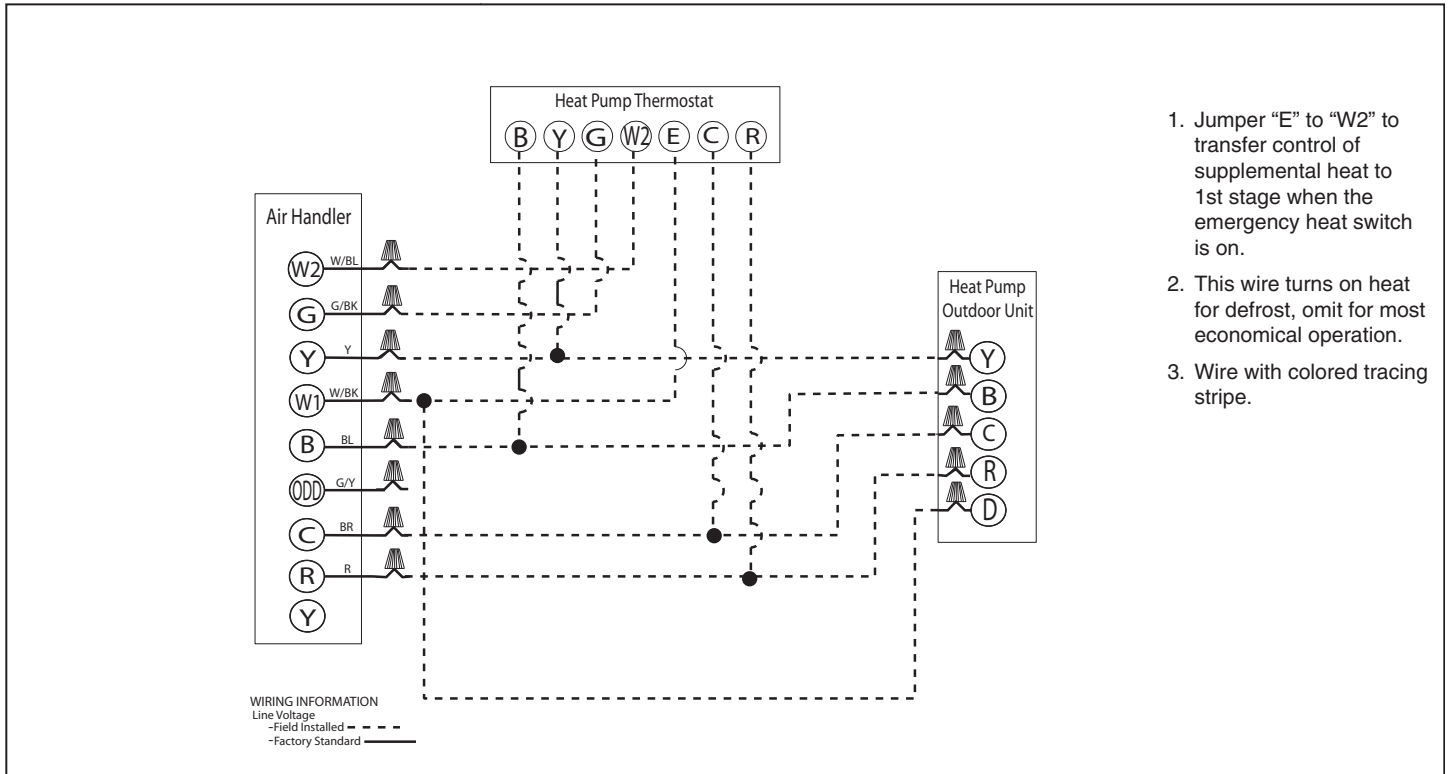 Heat Pump Thermostat
B Y G W2 E C R
Air Handler
W2 W/BL
G G/BK
Y Y
W1 W/BK
B BL
ODD G/Y
C BR
R R
Y
Heat Pump
Outdoor Unit
Y
B
C
R
D
1. Jumper “E” to “W2” to
transfer control of
supplemental heat to
1st stage when the
emergency heat switch
is on.
2. This wire turns on heat
for defrost, omit for most
economical operation.
3. Wire with colored tracing
stripe.
WIRING INFORMATION
Line Voltage
-Field Installed
-Factory Standard